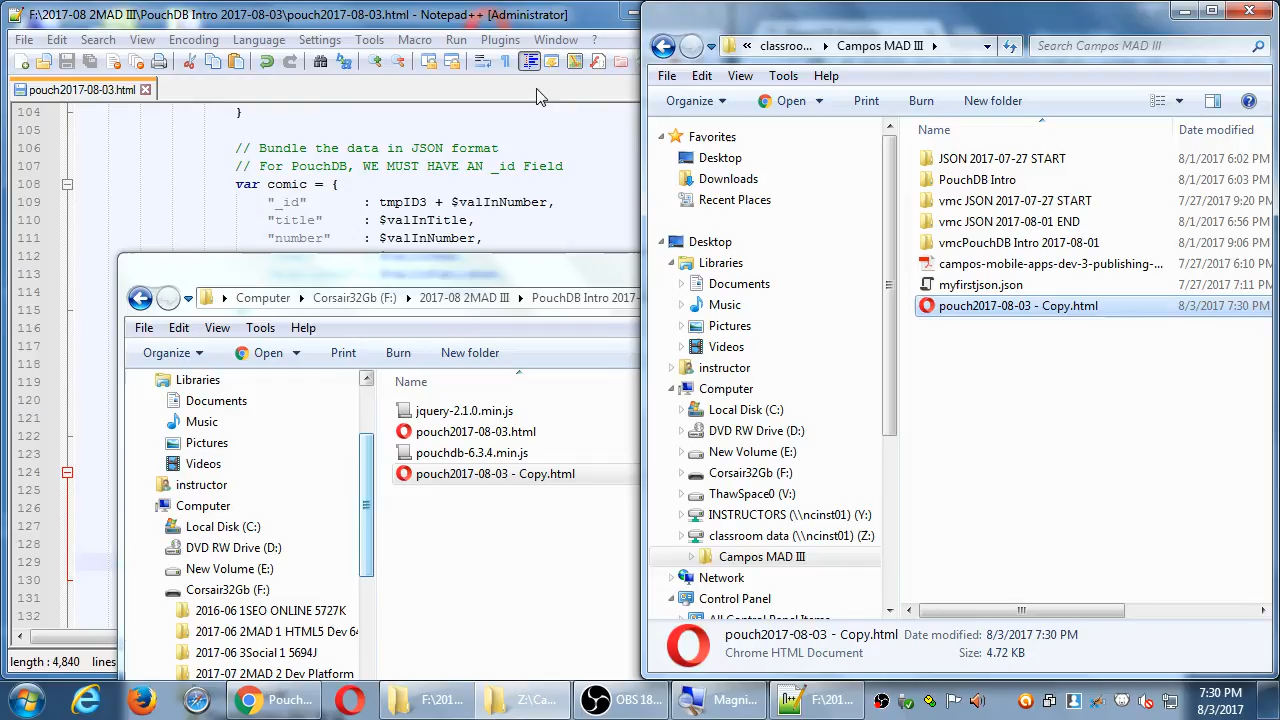 F:\2017-08 2MAD III\PouchDB Intro 2017-08-03\pouch2017-08-03.html - Notepad++ [Administrator]
File Edit Search View Encoding Language Settings Tools Macro Run Plugins Window ?
pouch2017-08-03.html
104 }
105
106 // Bundle the data in JSON format
107 // For PouchDB, WE MUST HAVE AN _id Field
108 var comic = {
109 "_id" : tmpID3 + $valInNumber,
110 "title" : $valInTitle,
111 "number" : $valInNumber,
112
113
114
115
116
117
118
119
120
121
122
123
124
125
126
127
128
129
130
131
132
length : 4,840 lines
Computer Corsair32Gb (F:) 2017-08 2MAD III PouchDB Intro 2017-
File Edit View Tools Help
Organize Open Print Burn New folder
Libraries
Documents
Music
Pictures
Videos
instructor
Computer
Local Disk (C:)
DVD RW Drive (D:)
New Volume (E:)
Corsair32Gb (F:)
2016-06 1SEO ONLINE 5727K
2017-06 2MAD 1 HTML5 Dev 64
2017-06 3Social 1 5694J
2017-07 2MAD 2 Dev Platform
Name
jquery-2.1.0.min.js
pouch2017-08-03.html
pouchdb-6.3.4.min.js
pouch2017-08-03 - Copy.html
« classroo... Campos MAD III
Search Campos MAD III
File Edit View Tools Help
Organize Open Print Burn New folder
Favorites
Desktop
Downloads
Recent Places
Desktop
Libraries
Documents
Music
Pictures
Videos
instructor
Computer
Local Disk (C:)
DVD RW Drive (D:)
New Volume (E:)
Corsair32Gb (F:)
ThawSpace0 (V:)
INSTRUCTORS (\\ncinst01) (Y:)
classroom data (\\ncinst01) (Z:)
Campos MAD III
Network
Control Panel
All Control Panel Items
Name Date modified
JSON 2017-07-27 START 8/1/2017 6:02 PM
PouchDB Intro 8/1/2017 6:03 PM
vmc JSON 2017-07-27 START 7/27/2017 9:20 PM
vmc JSON 2017-08-01 END 8/1/2017 6:56 PM
vmcPouchDB Intro 2017-08-01 8/1/2017 9:06 PM
campos-mobile-apps-dev-3-publishing-... 7/27/2017 6:10 PM
myfirstjson.json 7/27/2017 7:11 PM
pouch2017-08-03 - Copy.html 8/3/2017 7:30 PM
pouch2017-08-03 - Copy.html Date modified: 8/3/2017 7:30 PM
Chrome HTML Document Size: 4.72 KB
Pouch... F:\201... Z:\Ca... OBS 18... Magni... F:\201...
7:30 PM
8/3/2017